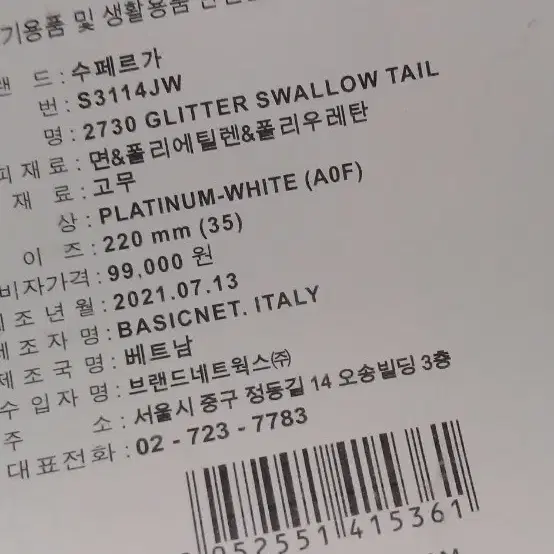 기용품 및 생활용품
드 : 수페르가
번 : S3114JW
명 : 2730 GLITTER SWALLOW TAIL
피 재 료 : 면&폴리에틸렌&폴리우레탄
재 료 : 고무
상 : PLATINUM-WHITE (A0F)
이 즈 : 220 mm (35)
비자가격 : 99,000 원
조 년 월 : 2021.07.13
조 자 명 : BASICNET. ITALY
제 조 국 명 : 베트남
수 입 자 명 : 브랜드네트웍스㈜
주 소 : 서울시 중구 정동길 14 오송빌딩 3층
대표전화 : 02 - 723 - 7783
052551 415361